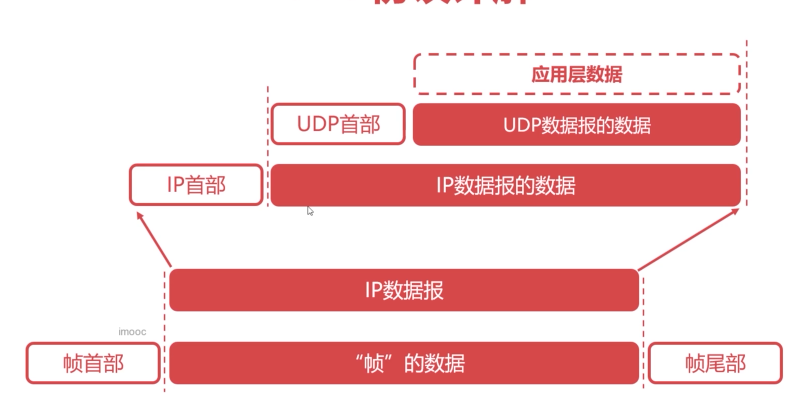 应用层数据
UDP首部
UDP数据报的数据
IP首部
IP数据报的数据
IP数据报
imooc
帧首部
“帧”的数据
帧尾部